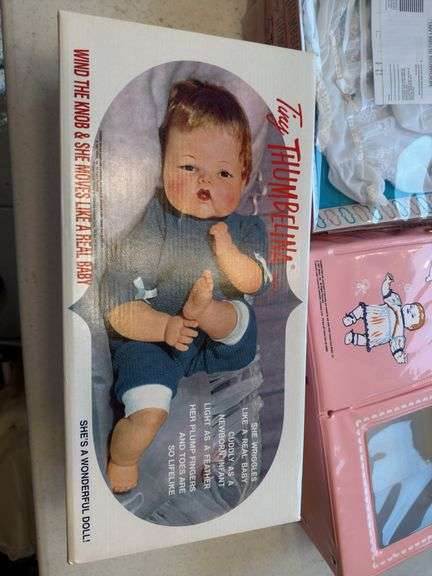 Tiny THUMBELINA®
SHE WRIGGLES
LIKE A REAL BABY
CUDDLY AS A
NEWBORN INFANT
LIGHT AS A FEATHER
HER PLUMP FINGERS
AND TOES ARE
SO LIFELIKE
WIND THE KNOB & SHE MOVES LIKE A REAL BABY
SHE'S A WONDERFUL DOLL!